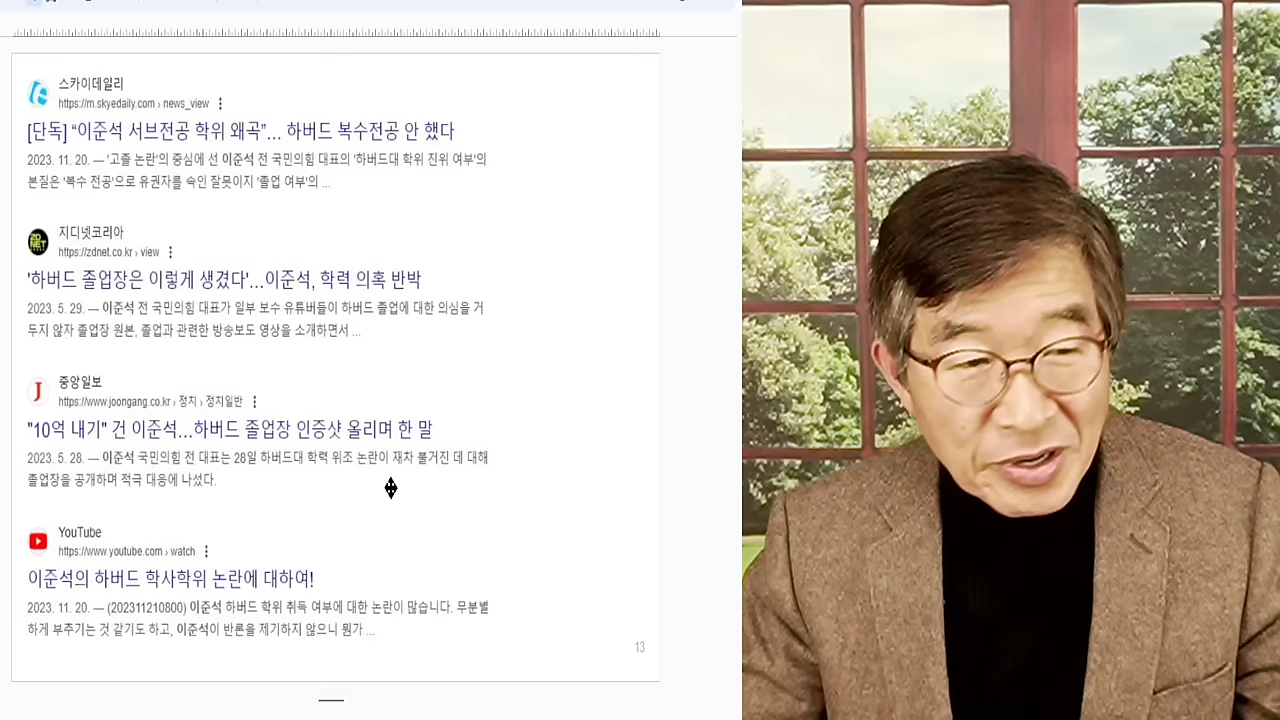 스카이데일리
https://m.skyedaily.com › news_view
[단독] “이준석 서브전공 학위 왜곡”... 하버드 복수전공 안 했다
2023. 11. 20. — '고졸 논란'의 중심에 선 이준석 전 국민의힘 대표의 '하버드대 학위 진위 여부'의
본질은 '복수 전공'으로 유권자를 속인 잘못이지 '졸업 여부'의 ...
지디넷코리아
https://zdnet.co.kr › view
'하버드 졸업장은 이렇게 생겼다'...이준석, 학력 의혹 반박
2023. 5. 29. — 이준석 전 국민의힘 대표가 일부 보수 유튜버들이 하버드 졸업에 대한 의심을 거
두지 않자 졸업장 원본, 졸업과 관련한 방송보도 영상을 소개하면서 ...
J
중앙일보
https://www.joongang.co.kr › 정치 › 정치일반
"10억 내기" 건 이준석...하버드 졸업장 인증샷 올리며 한 말
2023. 5. 28. — 이준석 국민의힘 전 대표는 28일 하버드대 학력 위조 논란이 재차 불거진 데 대해
졸업장을 공개하며 적극 대응에 나섰다.
YouTube
https://www.youtube.com › watch
이준석의 하버드 학사학위 논란에 대하여!
2023. 11. 20. — (202311210800) 이준석 하버드 학위 취득 여부에 대한 논란이 많습니다. 무분별
하게 부추기는 것 같기도 하고, 이준석이 반론을 제기하지 않으니 뭔가 ...
13